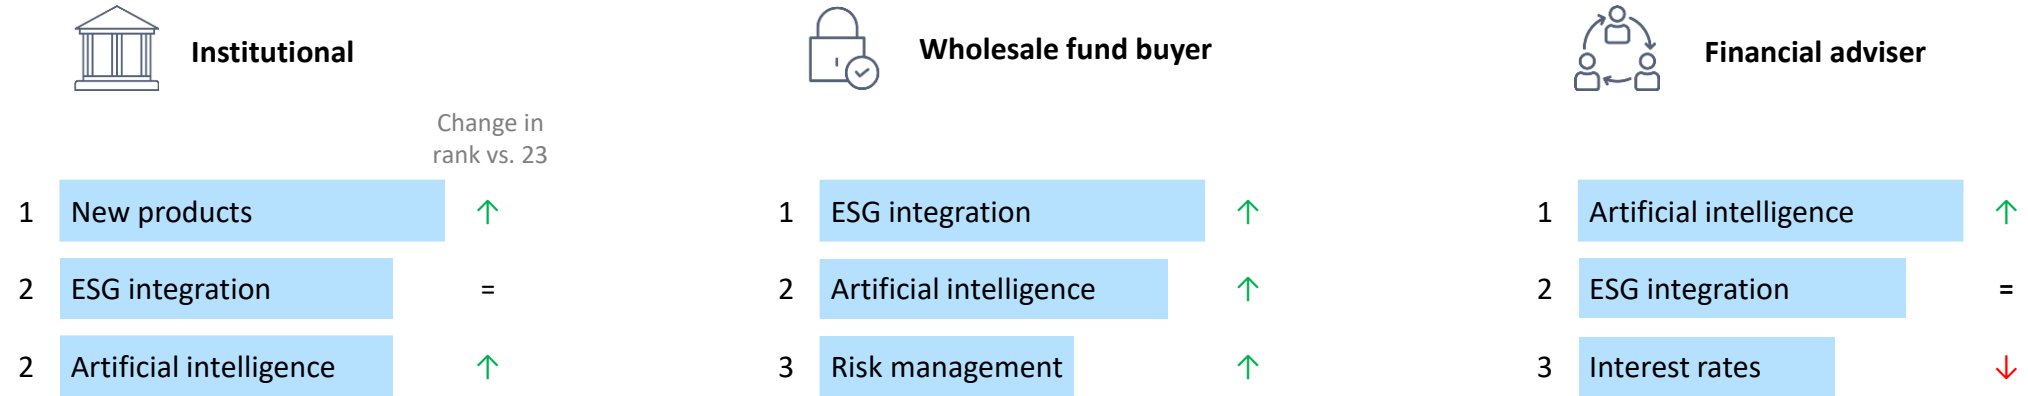 Institutional
Change in
rank vs. 23
1 New products ↑
2 ESG integration =
2 Artificial intelligence ↑
Wholesale fund buyer
1 ESG integration ↑
2 Artificial intelligence ↑
3 Risk management ↑
Financial adviser
1 Artificial intelligence ↑
2 ESG integration =
3 Interest rates ↓